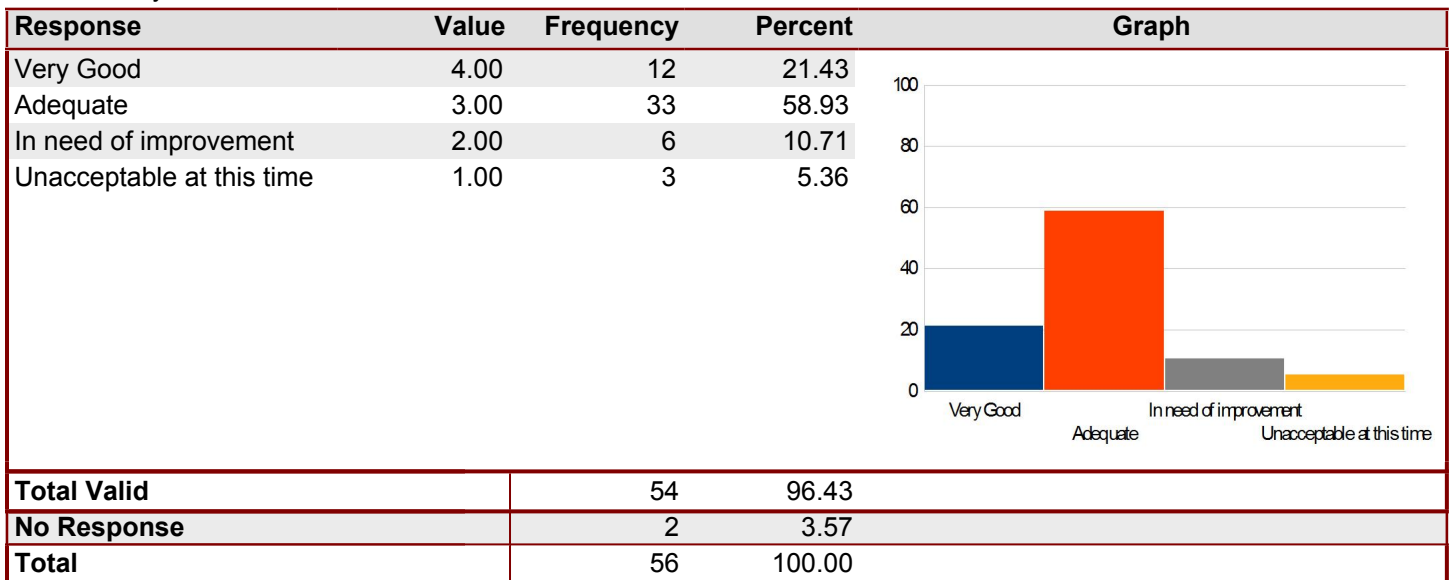 Response Value Frequency Percent Graph
Very Good 4.00 12 21.43
Adequate 3.00 33 58.93
In need of improvement 2.00 6 10.71
Unacceptable at this time 1.00 3 5.36
100
80
60
40
20
0
Very Good In need of improvement
Adequate Unacceptable at this time
Total Valid 54 96.43
No Response 2 3.57
Total 56 100.00